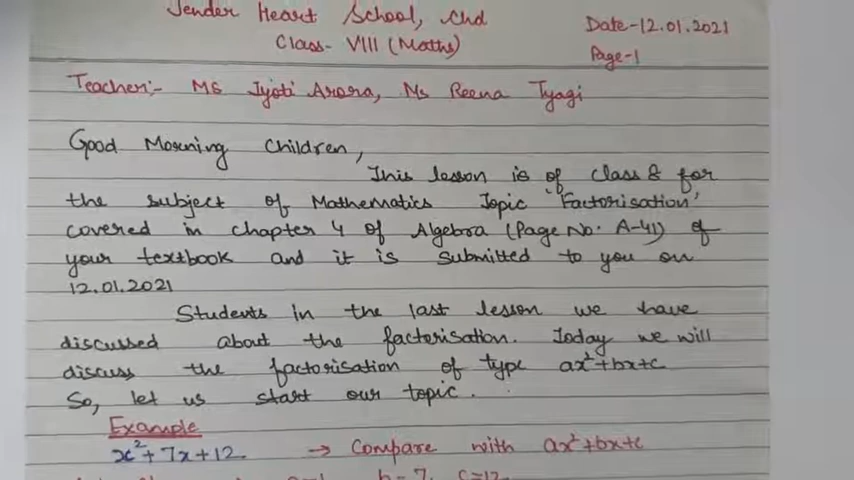 Tender Heart School, Chd
Date-12.01.2021
Class- VIII (Maths)
Page-1
Teacher:- MS Jyoti Arora, Ms Reena Tyagi
Good Morning Children,
This lesson is of class 8 for
the subject of Mathematics Topic 'Factorisation'
covered in chapter 4 of Algebra (Page No. A-41) of
your textbook and it is submitted to you on
12.01.2021
Students in the last lesson we have
discussed about the factorisation. Today we will
discuss the factorisation of type ax²+bx+c
So, let us start our topic.
Example
x²+7x+12 → Compare with ax²+bx+c
b=7, c=12